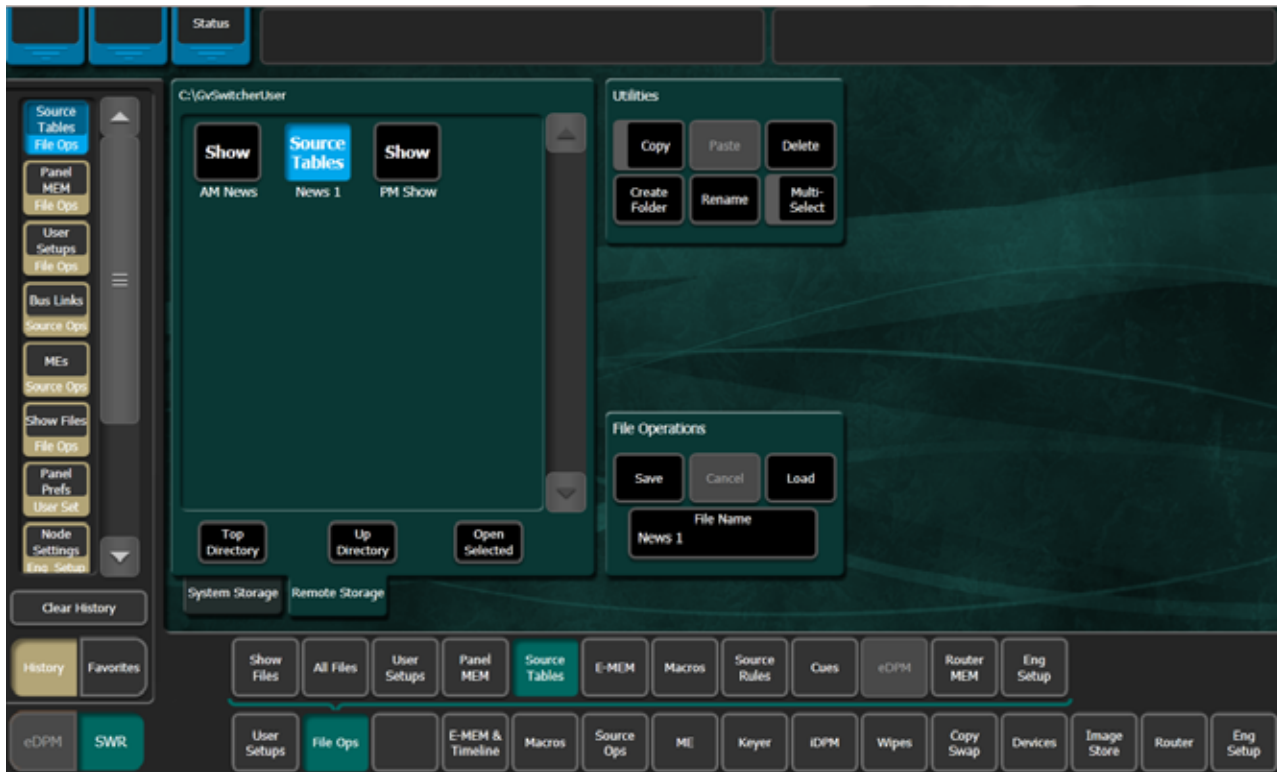 Status
Source
Tables
File Ops
Panel
MEM
File Ops
User
Setups
File Ops
Bus Links
Source Ops
MEs
Source Ops
Show Files
File Ops
Panel
Prefs
User Set
Node
Settings
Eng Setup
Clear History
History
Favorites
C:\GvSwitcherUser
Show
AM News
Source
Tables
News 1
Show
PM Show
Top
Directory
Up
Directory
Open
Selected
System Storage
Remote Storage
Utilities
Copy
Paste
Delete
Create
Folder
Rename
Multi-
Select
File Operations
Save
Cancel
Load
File Name
News 1
Show
Files
All Files
User
Setups
Panel
MEM
Source
Tables
E-MEM
Macros
Source
Rules
Cues
eDPM
Router
MEM
Eng
Setup
eDPM
SWR
User
Setups
File Ops
E-MEM &
Timeline
Macros
Source
Ops
ME
Keyer
iDPM
Wipes
Copy
Swap
Devices
Image
Store
Router
Eng
Setup